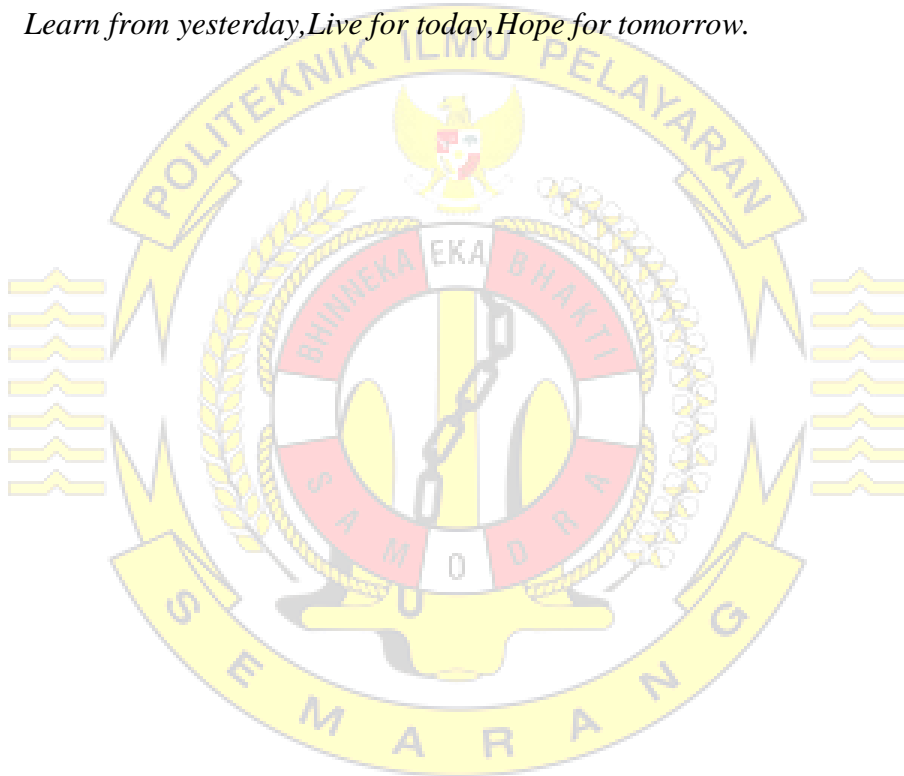 Learn from yesterday,Live for today,Hope for tomorrow.
POLITEKNIK ILMU PELAYARAN
BHINNEKA EKA BHAKTI
SAMODRA
SEMARANG